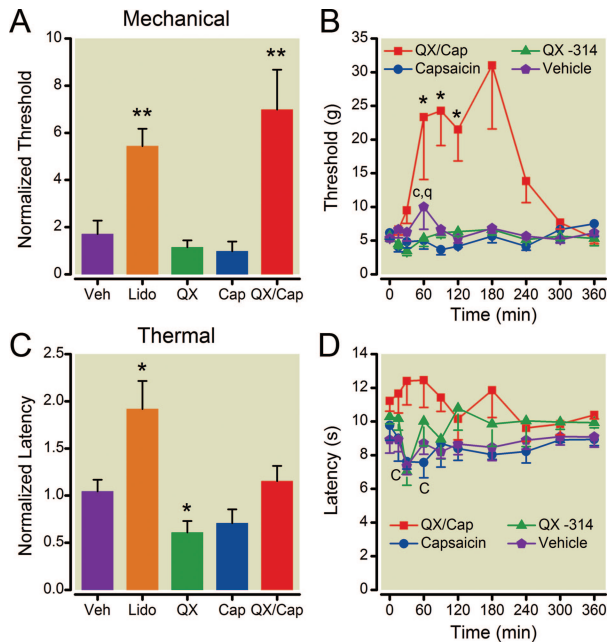 A
Mechanical
Normalized Threshold
10
8
6
4
2
0
**
**
Veh Lido QX Cap QX/Cap
B
QX/Cap QX -314
Capsaicin Vehicle
Threshold (g)
35
30
25
20
15
10
5
0
* * *
c,q
0 60 120 180 240 300 360
Time (min)
C
Thermal
Normalized Latency
2.5
2.0
1.5
1.0
0.5
0.0
*
*
Veh Lido QX Cap QX/Cap
D
Latency (s)
14
12
10
8
6
4
2
0
C C
QX/Cap QX -314
Capsaicin Vehicle
0 60 120 180 240 300 360
Time (min)